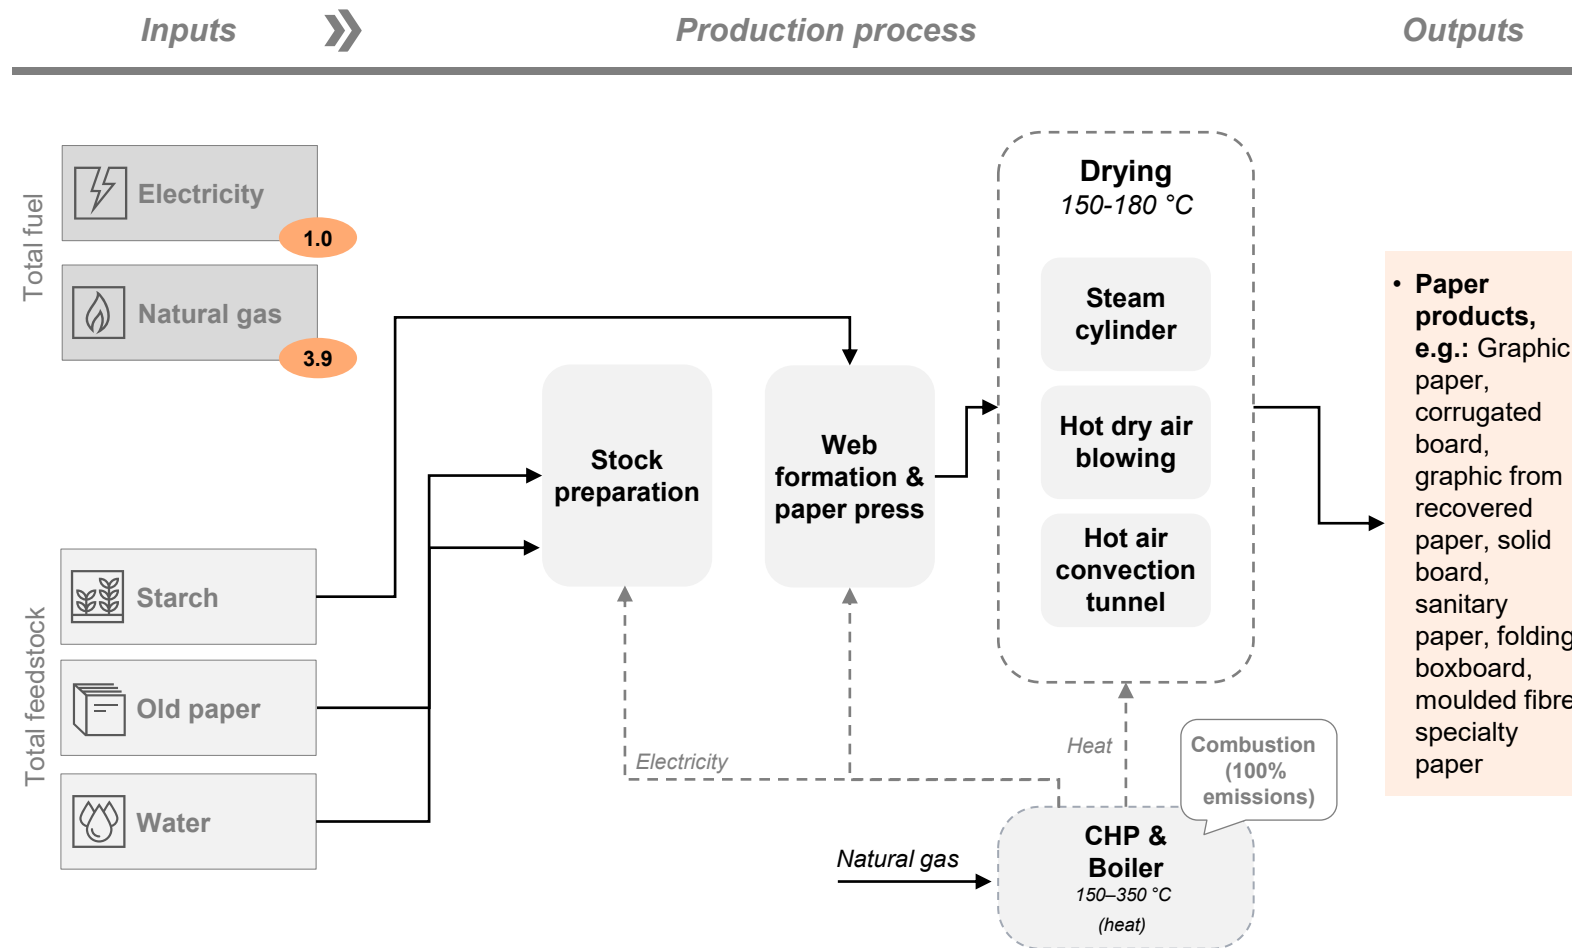 Inputs
Production process
Outputs
Total fuel
Electricity
1.0
Natural gas
3.9
Total feedstock
Starch
Old paper
Water
Stock
preparation
Web
formation &
paper press
Drying
150-180 °C
Steam
cylinder
Hot dry air
blowing
Hot air
convection
tunnel
Electricity
Heat
Combustion
(100%
emissions)
Natural gas
CHP &
Boiler
150–350 °C
(heat)
• Paper
products,
e.g.: Graphic
paper,
corrugated
board,
graphic from
recovered
paper, solid
board,
sanitary
paper, folding
boxboard,
moulded fibre
specialty
paper